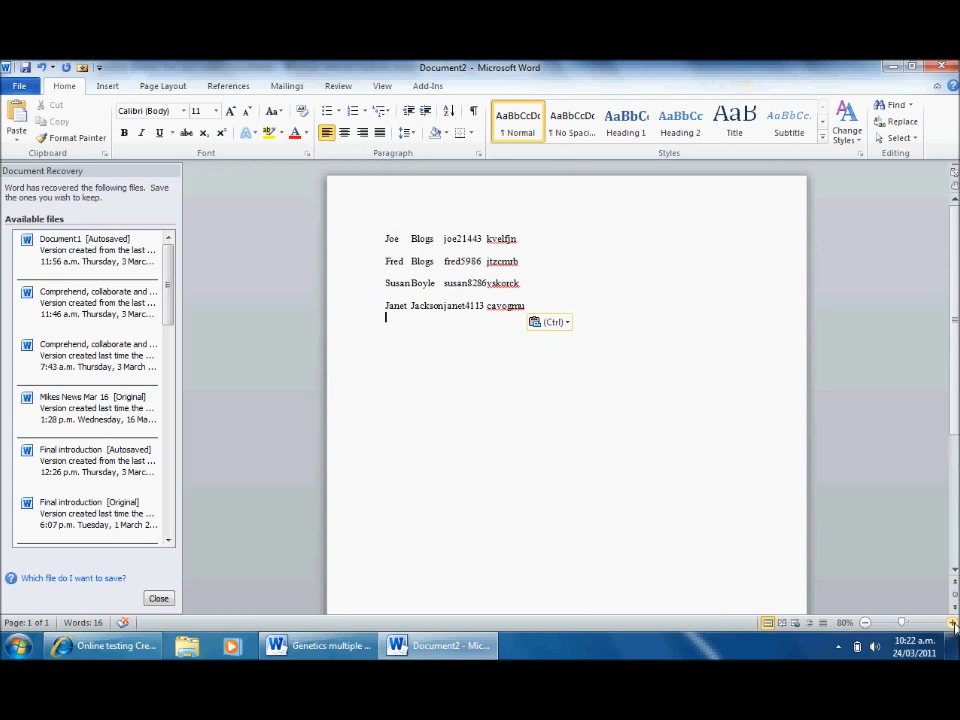 Document2 - Microsoft Word
File Home Insert Page Layout References Mailings Review View Add-Ins
Paste
Cut
Copy
Format Painter
Clipboard
Calibri (Body) 11
Font
Paragraph
AaBbCcDc AaBbCcDc AaBbC AaBbCc AaB AaBbCc.
¶ Normal ¶ No Spaci... Heading 1 Heading 2 Title Subtitle
Styles
Change Styles
Find
Replace
Select
Editing
Document Recovery
Word has recovered the following files. Save
the ones you wish to keep.
Available files
Document1 [Autosaved]
Version created from the last ...
11:56 a.m. Thursday, 3 Marc...
Comprehend, collaborate and ...
Version created from the last ...
11:46 a.m. Thursday, 3 Marc...
Comprehend, collaborate and ...
Version created last time the ...
7:43 a.m. Thursday, 3 March ...
Mikes News Mar 16 [Original]
Version created last time the ...
1:28 p.m. Wednesday, 16 Ma...
Final introduction [Autosaved]
Version created from the last ...
12:26 p.m. Thursday, 3 Marc...
Final introduction [Original]
Version created last time the ...
6:07 p.m. Tuesday, 1 March 2...
Which file do I want to save?
Close
Joe Blogs joe21443 kvelfjn
Fred Blogs fred5986 jtzcmrb
Susan Boyle susan8286 vskorck
Janet Jackson janet4113 cavogmu
(Ctrl)
Page: 1 of 1 Words: 16
80%
Online testing Cre...
Genetics multiple ...
Document2 - Mic...
10:22 a.m.
24/03/2011